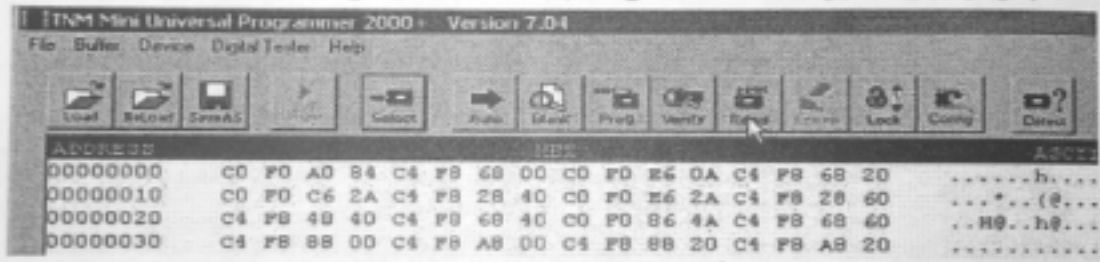 TNM Mini Universal Programmer 2000+ Version 7.04
File Buffer Device Digital Tester Help
Load ReLoad SaveAS Select Auto Blank Prog Verify Read Erase Lock Config Detect
ADDRESS HEX ASCII
00000000 C0 F0 A0 84 C4 F8 68 00 C0 F0 E6 0A C4 F8 68 20 ......h....
00000010 C0 F0 C6 2A C4 F8 28 40 C0 F0 E6 2A C4 F8 28 60 ...*..(@...
00000020 C4 F8 48 40 C4 F8 68 40 C0 F0 86 4A C4 F8 68 60 ..H@..h@...
00000030 C4 F8 88 00 C4 F8 A8 00 C4 F8 88 20 C4 F8 A8 20 ...........